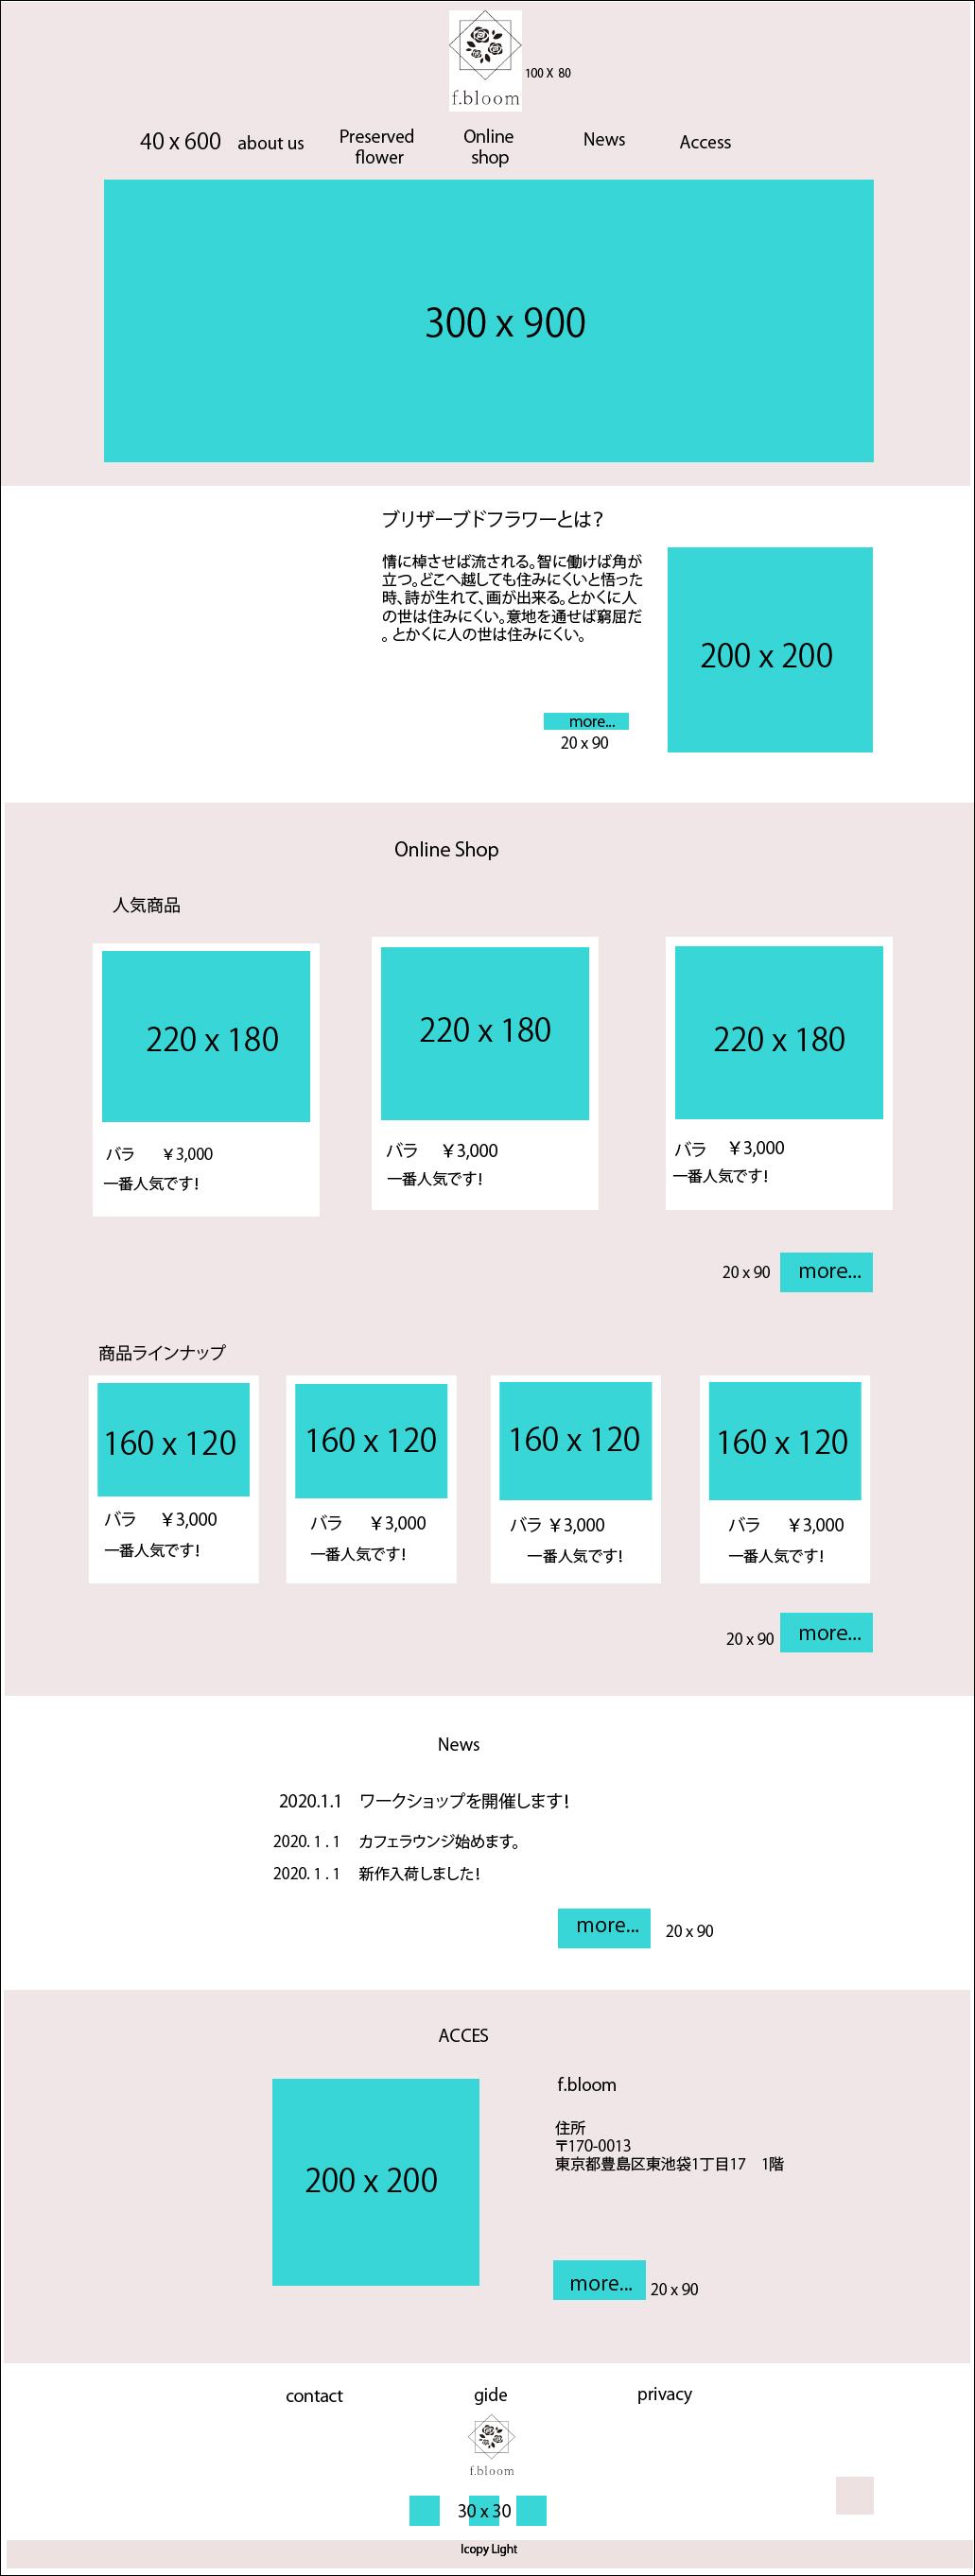 f.bloom
100 X 80
40 x 600
about us
Preserved
flower
Online
shop
News
Access
300 x 900
ブリザーブドフラワーとは？
情に棹させば流される。智に働けば角が
立つ。どこへ越しても住みにくいと悟った
時、詩が生れて、画が出来る。とかくに人
の世は住みにくい。意地を通せば窮屈だ
。とかくに人の世は住みにくい。
200 x 200
more...
20 x 90
Online Shop
人気商品
220 x 180
220 x 180
220 x 180
バラ ￥3,000
一番人気です！
バラ ￥3,000
一番人気です！
バラ ￥3,000
一番人気です！
20 x 90
more...
商品ラインナップ
160 x 120
160 x 120
160 x 120
160 x 120
バラ ￥3,000
一番人気です！
バラ ￥3,000
一番人気です！
バラ ￥3,000
一番人気です！
バラ ￥3,000
一番人気です！
20 x 90
more...
News
2020.1.1 ワークショップを開催します！
2020. 1 . 1 カフェラウンジ始めます。
2020. 1 . 1 新作入荷しました！
more...
20 x 90
ACCES
200 x 200
f.bloom
住所
〒170-0013
東京都豊島区東池袋1丁目17　1階
more...
20 x 90
contact
gide
privacy
f.bloom
30 x 30
Icopy Light